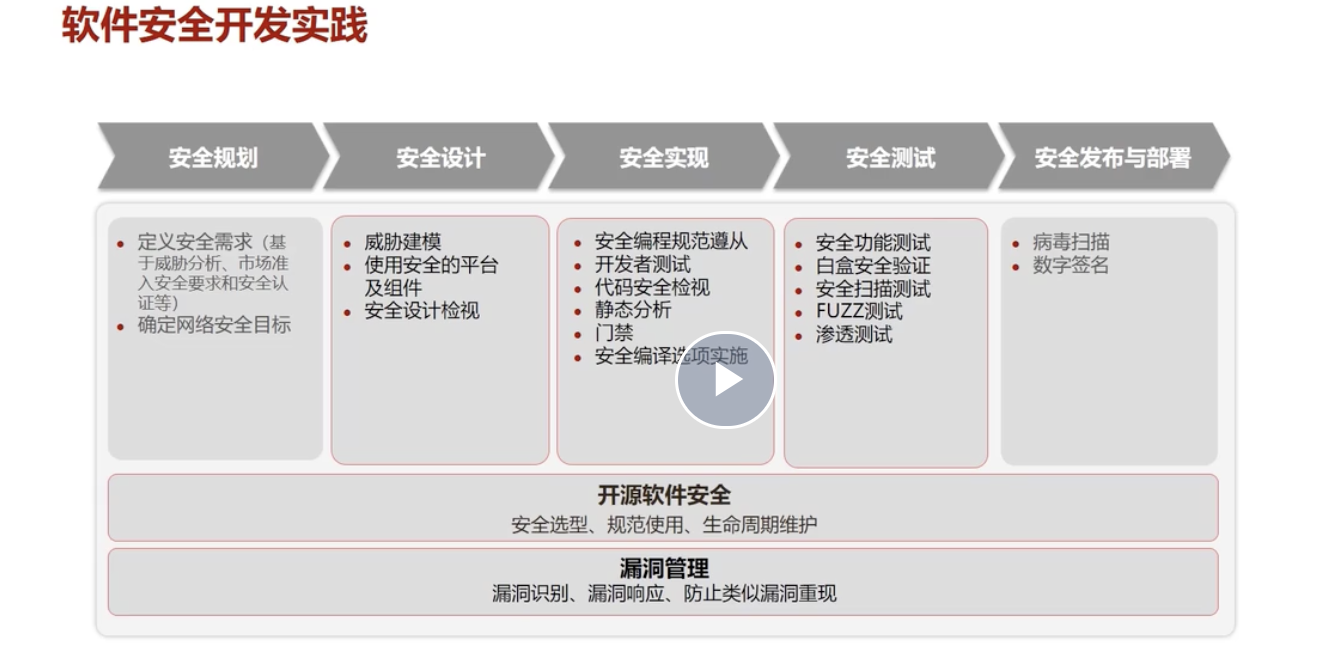 软件安全开发实践
安全规划
安全设计
安全实现
安全测试
安全发布与部署
定义安全需求（基
于威胁分析、市场准
入安全要求和安全认
证等）
确定网络安全目标
威胁建模
使用安全的平台
及组件
安全设计检视
安全编程规范遵从
开发者测试
代码安全检视
静态分析
门禁
安全编译选项实施
安全功能测试
白盒安全验证
安全扫描测试
FUZZ测试
渗透测试
病毒扫描
数字签名
开源软件安全
安全选型、规范使用、生命周期维护
漏洞管理
漏洞识别、漏洞响应、防止类似漏洞重现